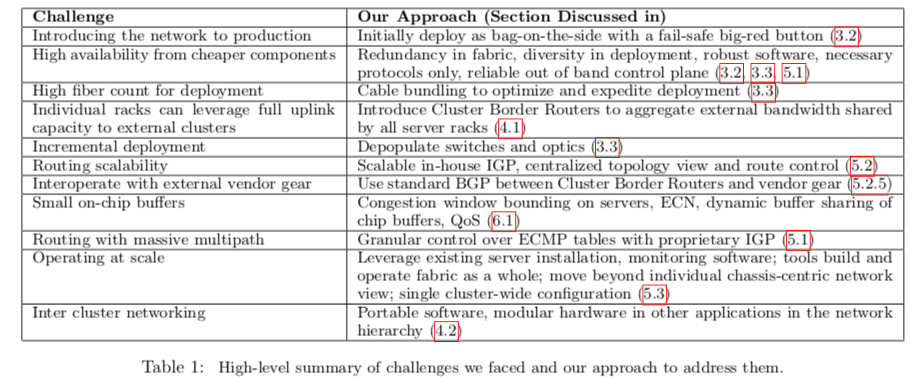 Challenge Our Approach (Section Discussed in)
Introducing the network to production Initially deploy as bag-on-the-side with a fail-safe big-red button (3.2)
High availability from cheaper components Redundancy in fabric, diversity in deployment, robust software, necessary
protocols only, reliable out of band control plane (3.2, 3.3, 5.1)
High fiber count for deployment Cable bundling to optimize and expedite deployment (3.3)
Individual racks can leverage full uplink Introduce Cluster Border Routers to aggregate external bandwidth shared
capacity to external clusters by all server racks (4.1)
Incremental deployment Depopulate switches and optics (3.3)
Routing scalability Scalable in-house IGP, centralized topology view and route control (5.2)
Interoperate with external vendor gear Use standard BGP between Cluster Border Routers and vendor gear (5.2.5)
Small on-chip buffers Congestion window bounding on servers, ECN, dynamic buffer sharing of
chip buffers, QoS (6.1)
Routing with massive multipath Granular control over ECMP tables with proprietary IGP (5.1)
Operating at scale Leverage existing server installation, monitoring software; tools build and
operate fabric as a whole; move beyond individual chassis-centric network
view; single cluster-wide configuration (5.3)
Inter cluster networking Portable software, modular hardware in other applications in the network
hierarchy (4.2)
Table 1: High-level summary of challenges we faced and our approach to address them.